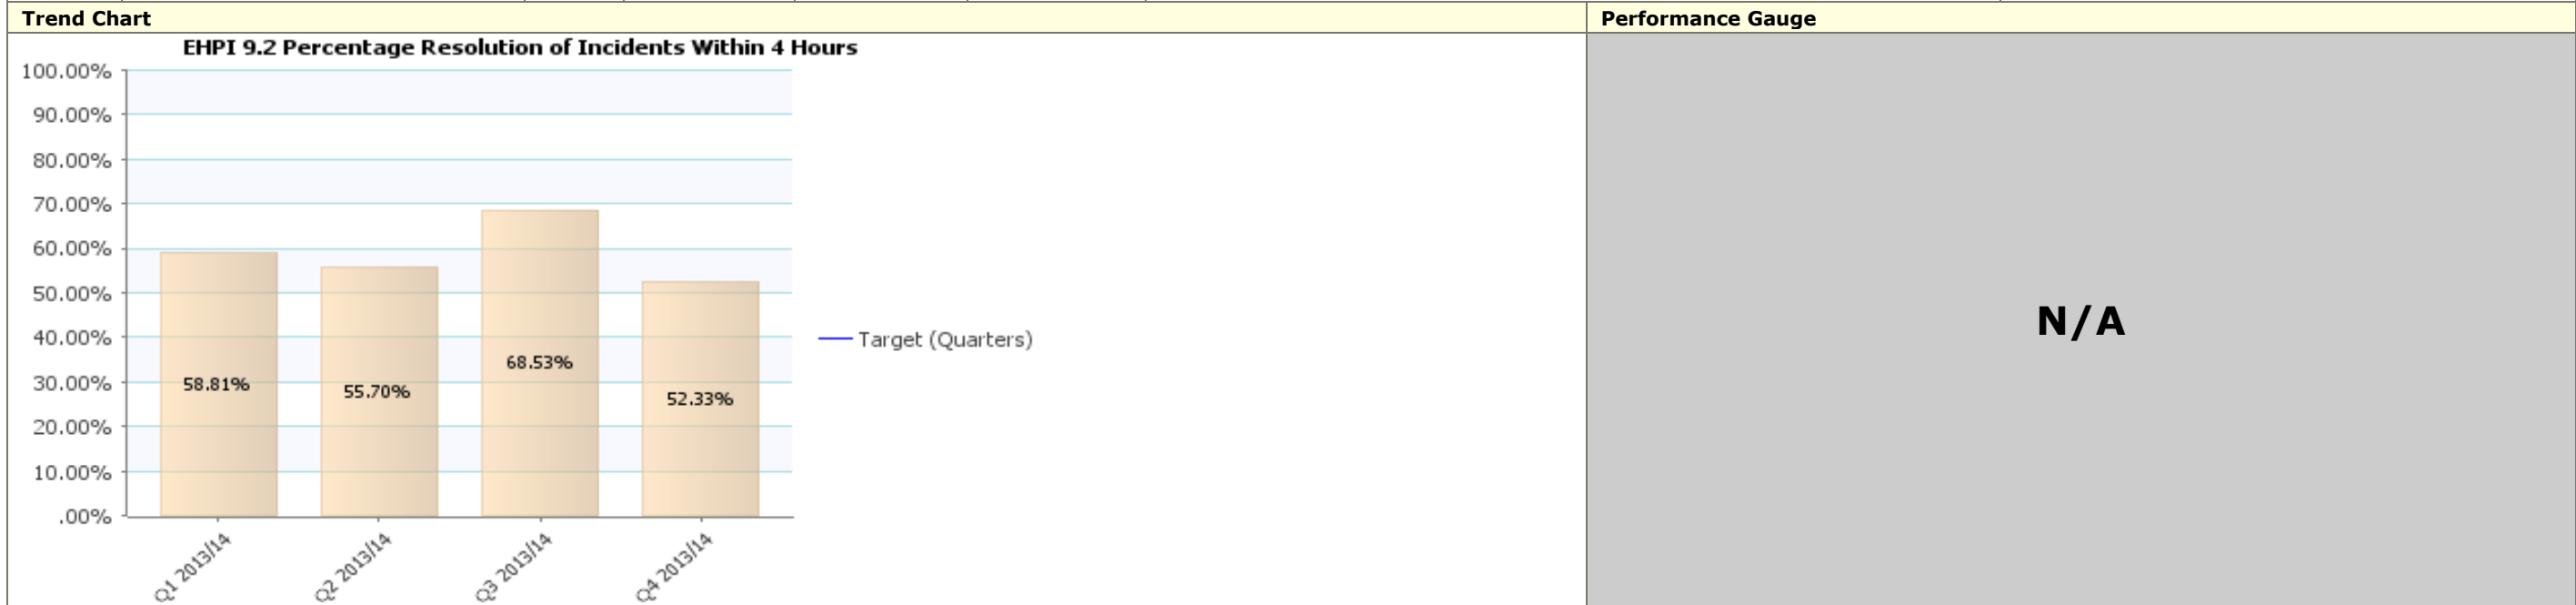 Trend Chart
Performance Gauge
EHPI 9.2 Percentage Resolution of Incidents Within 4 Hours
100.00%
90.00%
80.00%
70.00%
60.00%
50.00%
40.00%
30.00%
20.00%
10.00%
.00%
58.81%
55.70%
68.53%
52.33%
Q1 2013/14
Q2 2013/14
Q3 2013/14
Q4 2013/14
Target (Quarters)
N/A